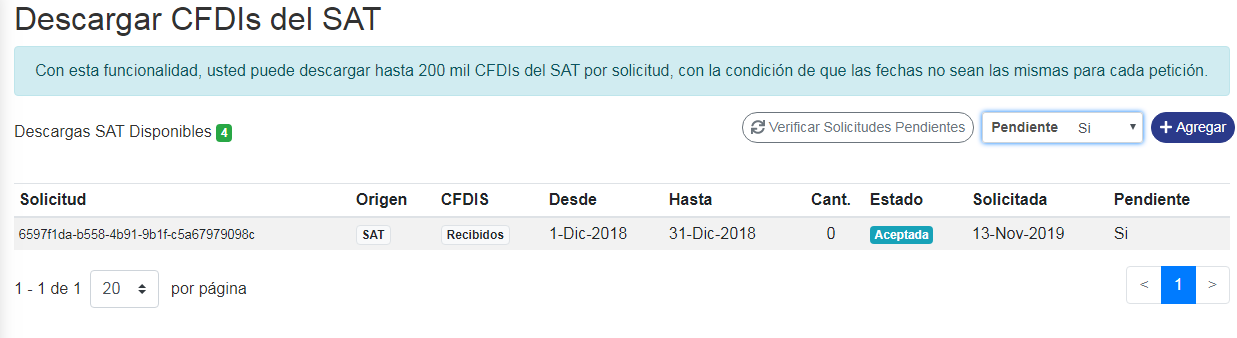 Descargar CFDIs del SAT
Con esta funcionalidad, usted puede descargar hasta 200 mil CFDIs del SAT por solicitud, con la condición de que las fechas no sean las mismas para cada petición.
Descargas SAT Disponibles 4 Verificar Solicitudes Pendientes Pendiente Si + Agregar
Solicitud Origen CFDIS Desde Hasta Cant. Estado Solicitada Pendiente
6597f1da-b558-4b91-9b1f-c5a67979098c SAT Recibidos 1-Dic-2018 31-Dic-2018 0 Aceptada 13-Nov-2019 Si
1 - 1 de 1 20 por página < 1 >